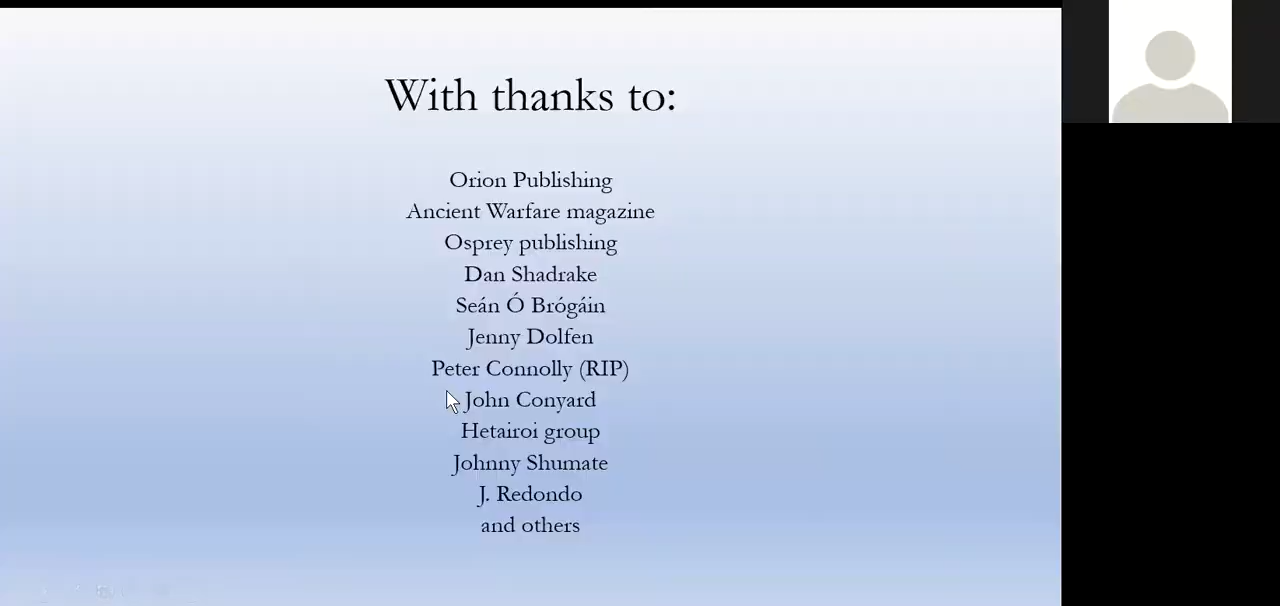 With thanks to:
Orion Publishing
Ancient Warfare magazine
Osprey publishing
Dan Shadrake
Seán Ó Brógáin
Jenny Dolfen
Peter Connolly (RIP)
John Conyard
Hetairoi group
Johnny Shumate
J. Redondo
and others